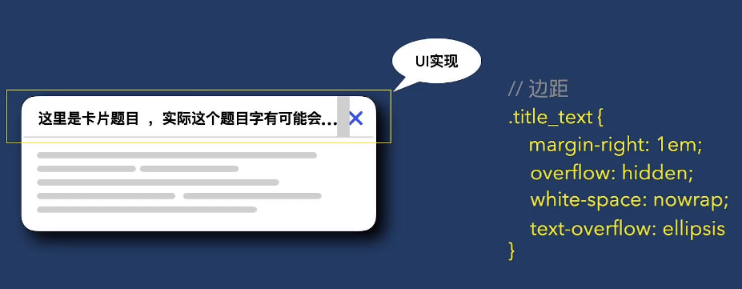 UI实现
这里是卡片题目 ，实际这个题目字有可能会...
// 边距
.title_text {
margin-right: 1em;
overflow: hidden;
white-space: nowrap;
text-overflow: ellipsis
}